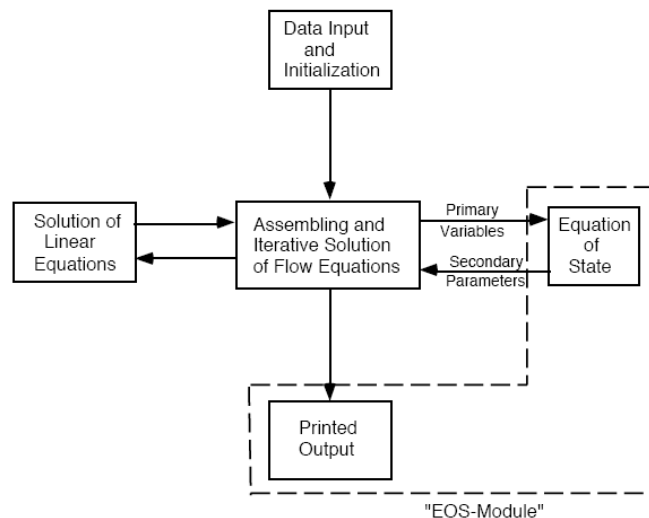 Data Input
and
Initialization
Solution of
Linear
Equations
Assembling and
Iterative Solution
of Flow Equations
Primary
Variables
Secondary
Parameters
Equation
of
State
Printed
Output
"EOS-Module"